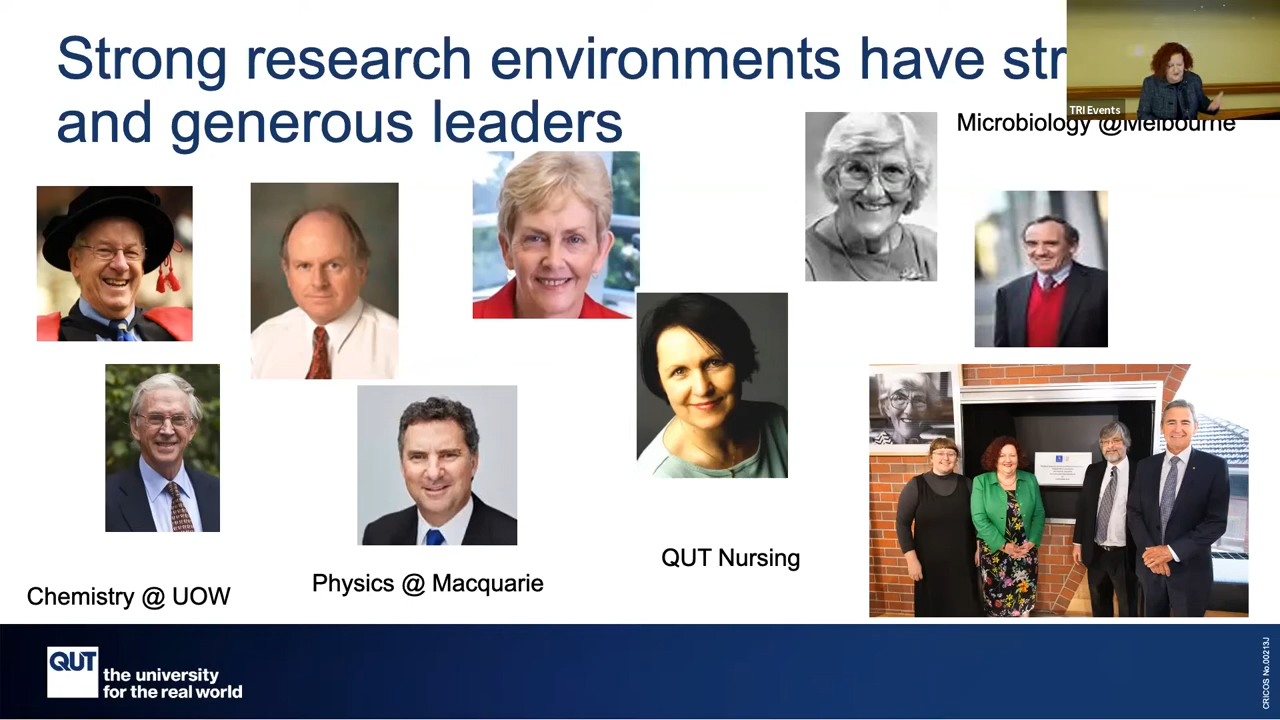 Strong research environments have str
and generous leaders
TRI Events
Microbiology @Melbourne
QUT Nursing
Physics @ Macquarie
Chemistry @ UOW
QUT
the university
for the real world
CRICOS No.00213J